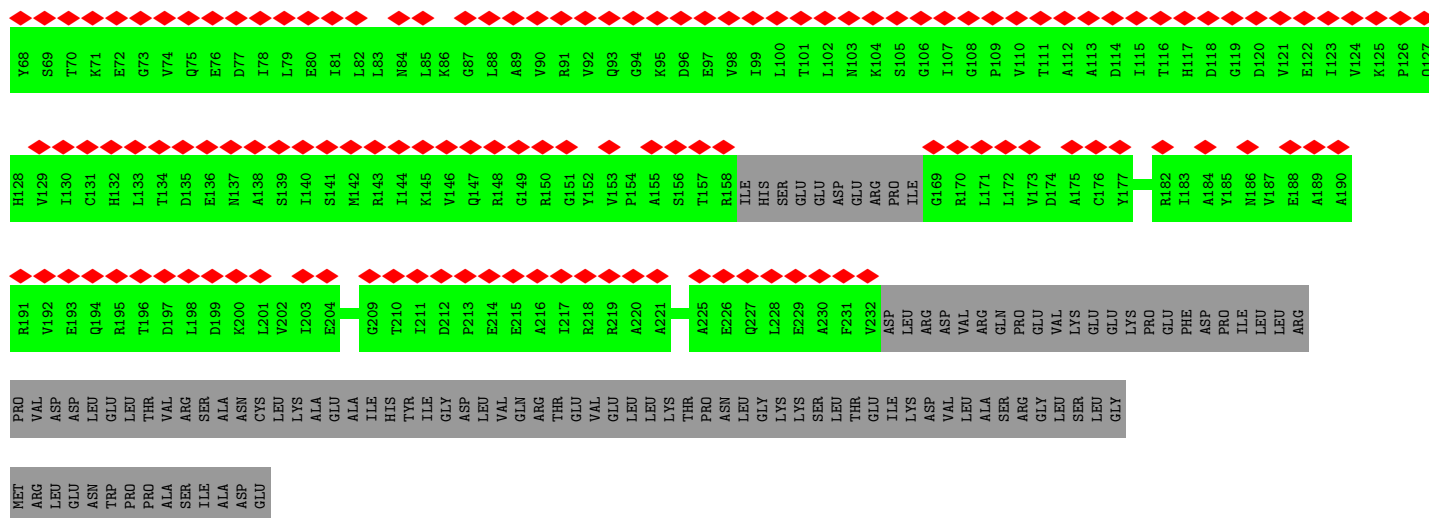 Y68 S69 T70 K71 E72 G73 V74 Q75 E76 D77 I78 L79 E80 I81 L82 L83 N84 L85 K86 G87 L88 A89 V90 R91 V92 Q93 G94 K95 D96 E97 V98 I99 L100 T101 L102 N103 K104 S105 G106 I107 G108 P109 V110 T111 A112 A113 D114 I115 T116 H117 D118 G119 D120 V121 E122 I123 V124 K125 P126
H128 V129 I130 C131 H132 L133 T134 D135 E136 N137 A138 S139 I140 S141 M142 R143 I144 K145 V146 Q147 R148 G149 R150 G151 Y152 V153 P154 A155 S156 T157 R158 ILE HIS SER GLU GLU ASP GLU ARG PRO ILE G169 R170 L171 L172 V173 D174 A175 C176 Y177 R182 I183 A184 Y185 N186 V187 E188 A189 A190
R191 V192 E193 Q194 R195 T196 D197 L198 D199 K200 L201 V202 I203 E204 G209 T210 I211 D212 P213 E214 E215 A216 I217 R218 R219 A220 A221 A225 E226 Q227 L228 E229 A230 F231 V232 ASP LEU ARG ASP VAL ARG GLN PRO GLU VAL LYS GLU GLU LYS PRO GLU PHE ASP PRO ILE LEU LEU ARG
PRO VAL ASP ASP LEU GLU LEU THR VAL ARG SER ALA ASN CYS LEU LYS ALA GLU ALA ILE HIS TYR ILE GLY ASP LEU VAL GLN ARG THR GLU VAL GLU LEU LEU LYS THR PRO ASN LEU GLY LYS LYS SER LEU THR GLU ILE LYS ASP VAL LEU ALA SER ARG GLY LEU SER LEU GLY
MET ARG LEU GLU ASN TRP PRO PRO ALA SER ILE ALA ASP GLU